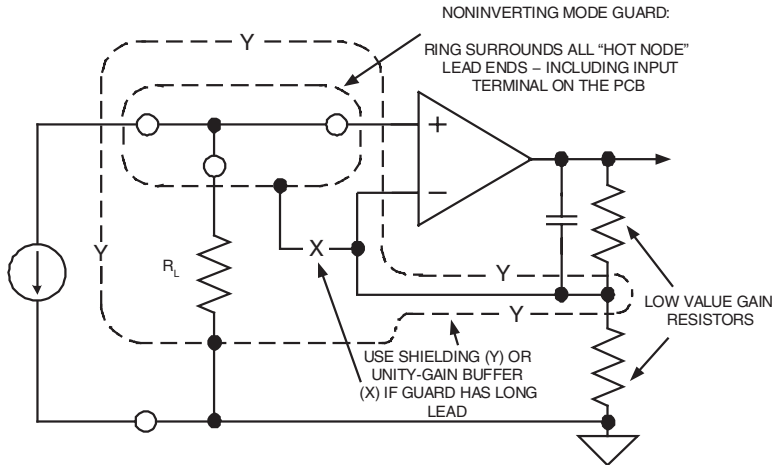 NONINVERTING MODE GUARD:
RING SURROUNDS ALL “HOT NODE”
LEAD ENDS – INCLUDING INPUT
TERMINAL ON THE PCB
Y
+
−
Y
X
R_L
Y
Y
LOW VALUE GAIN
RESISTORS
USE SHIELDING (Y) OR
UNITY-GAIN BUFFER
(X) IF GUARD HAS LONG
LEAD